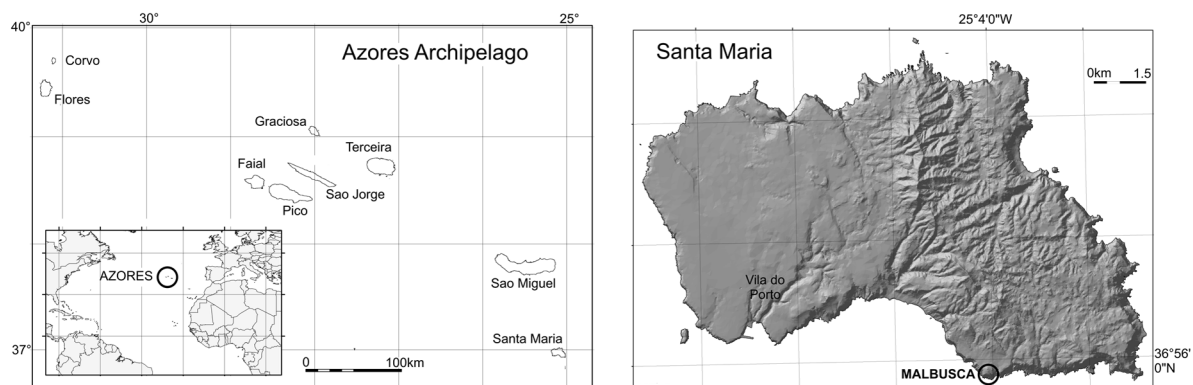 30°
25°
40°
Azores Archipelago
Corvo
Flores
Graciosa
Terceira
Faial
Sao Jorge
Pico
AZORES
Sao Miguel
Santa Maria
37°
0 100km
25°4'0"W
Santa Maria
0km 1.5
Vila do
Porto
MALBUSCA
36°56'
0"N